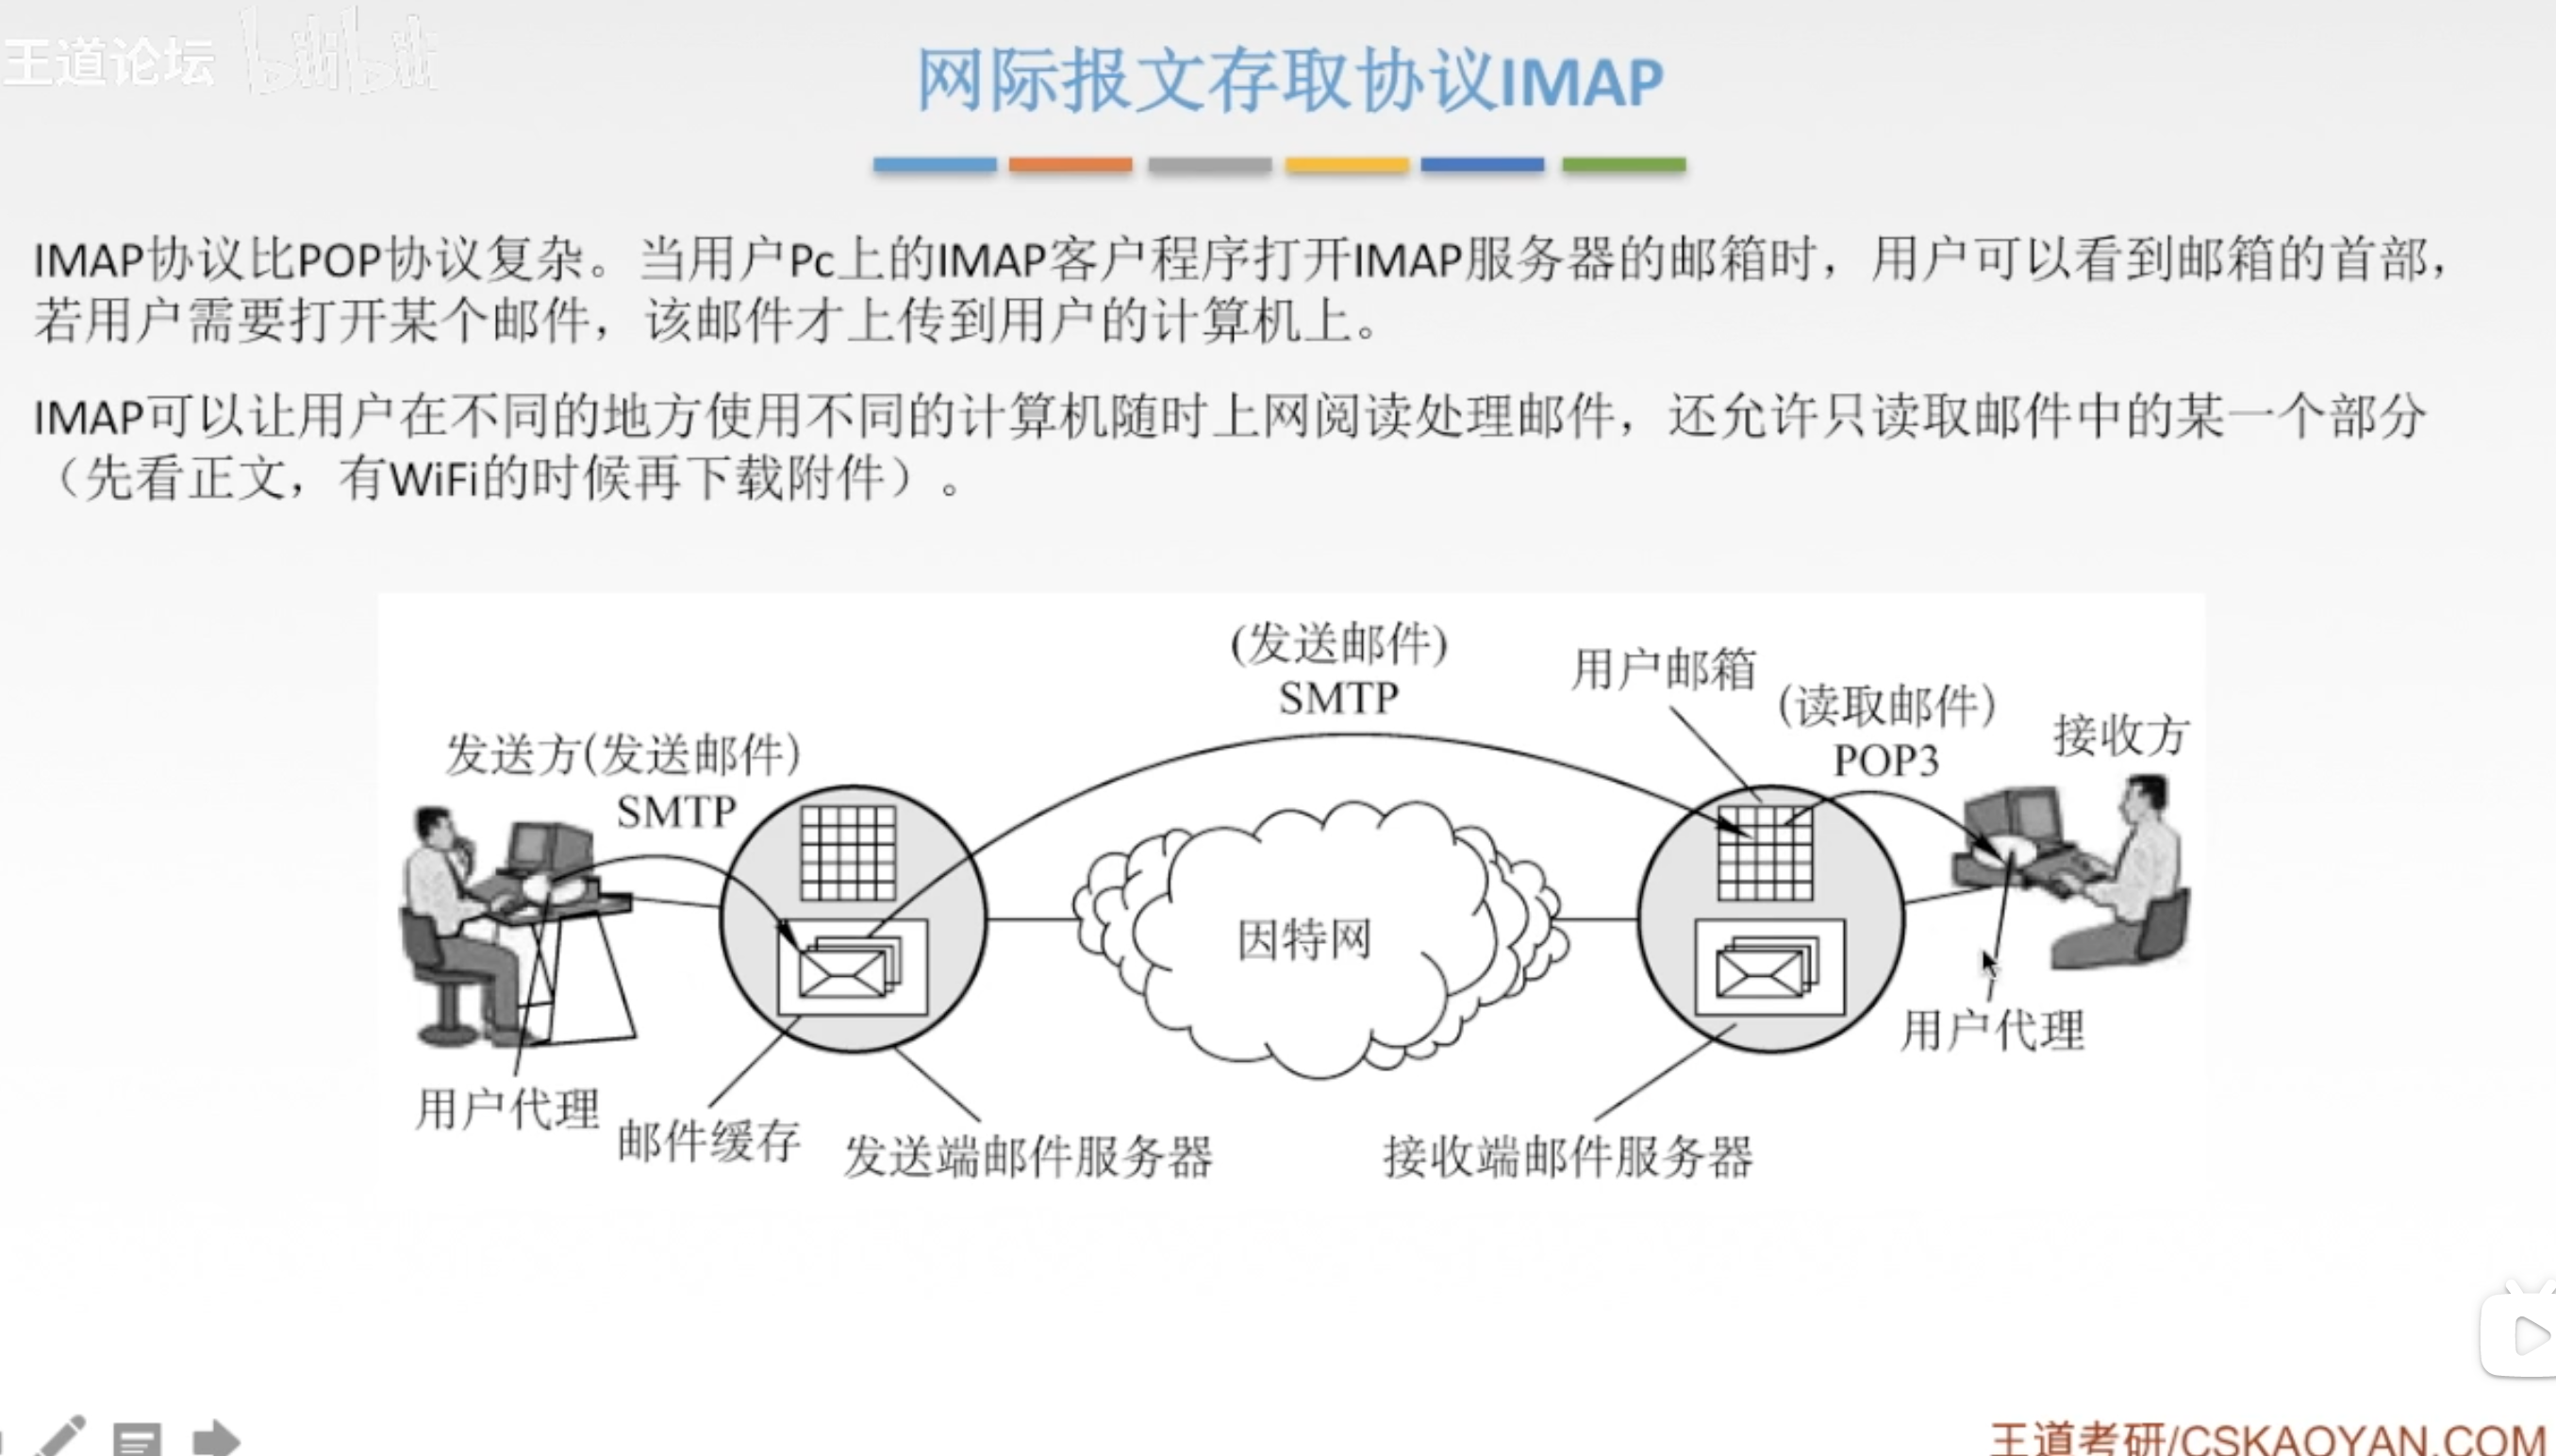 王道论坛 bilibili
网际报文存取协议IMAP
IMAP协议比POP协议复杂。当用户Pc上的IMAP客户程序打开IMAP服务器的邮箱时，用户可以看到邮箱的首部，
若用户需要打开某个邮件，该邮件才上传到用户的计算机上。
IMAP可以让用户在不同的地方使用不同的计算机随时上网阅读处理邮件，还允许只读取邮件中的某一个部分
（先看正文，有WiFi的时候再下载附件）。
(发送邮件)
SMTP
用户邮箱
(读取邮件)
POP3
接收方
发送方(发送邮件)
SMTP
因特网
用户代理
用户代理
邮件缓存
发送端邮件服务器
接收端邮件服务器
王道考研/CSKAOYAN.COM